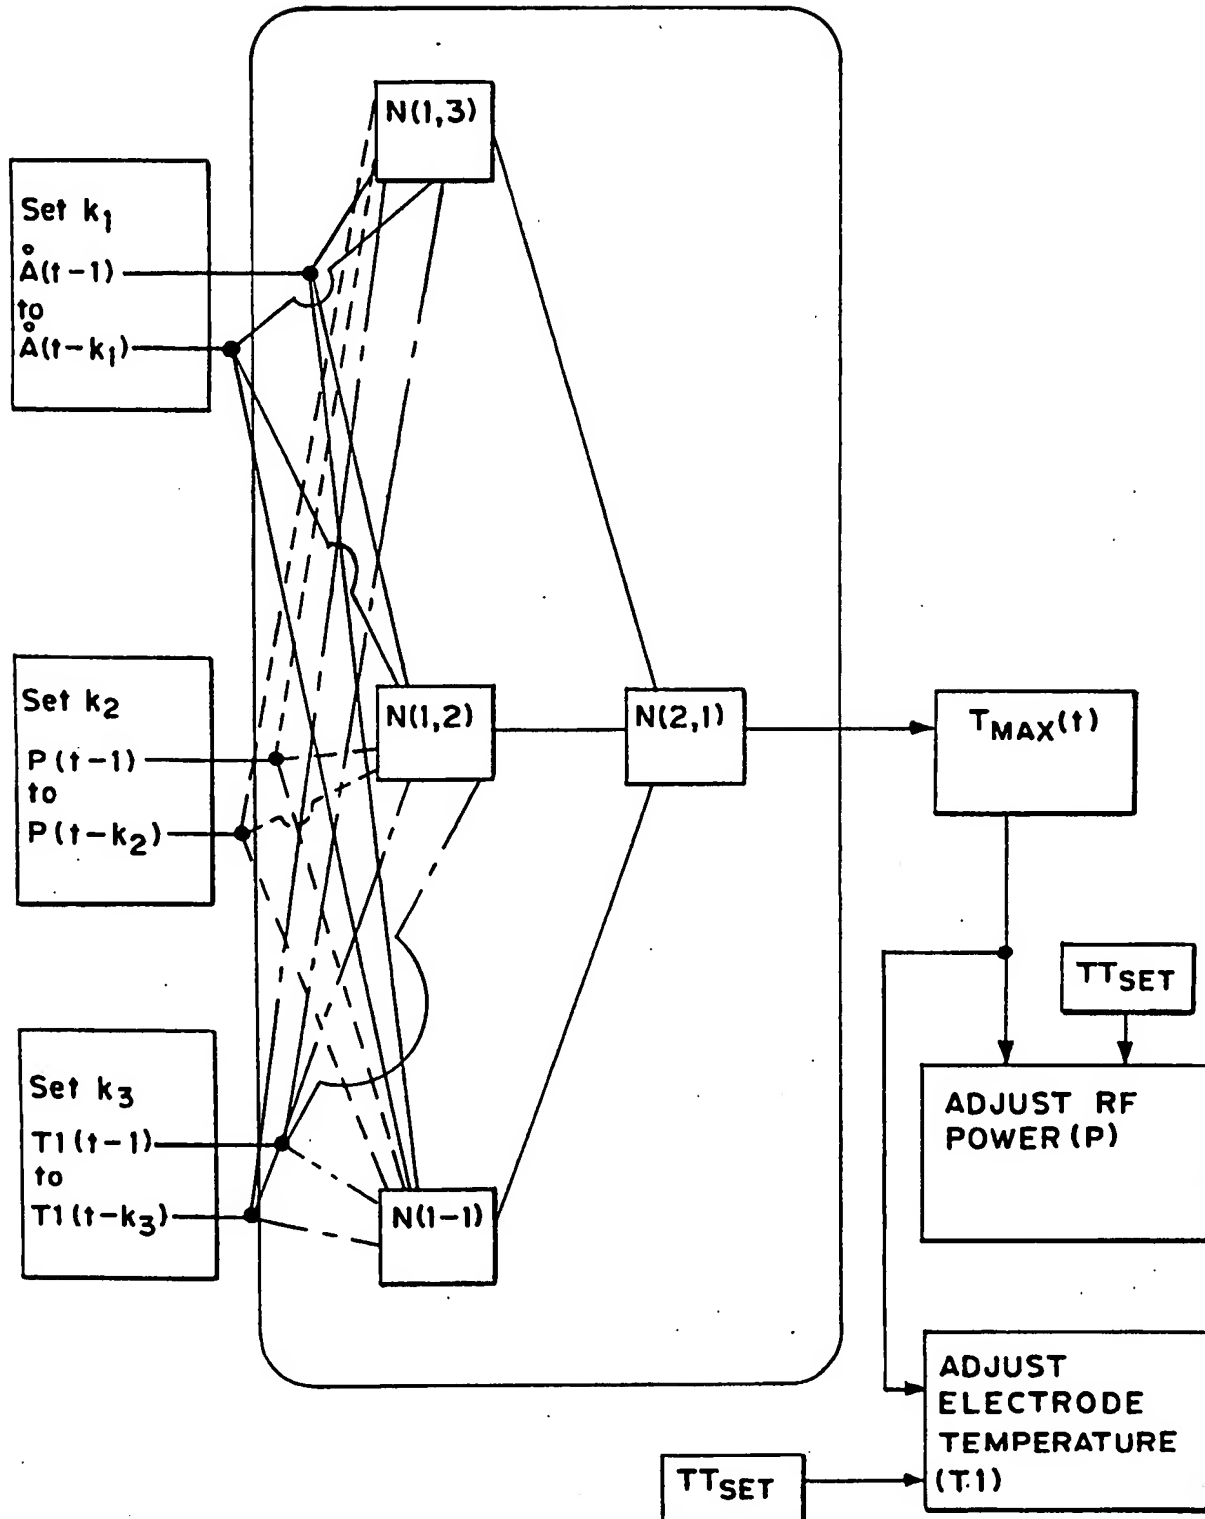 N(1,3)
Set k₁
Å(t-1)
to
Å(t-k₁)
Set k₂
P(t-1)
to
P(t-k₂)
N(1,2)
N(2,1)
TMAX(t)
TTSET
ADJUST RF
POWER(P)
Set k₃
T1(t-1)
to
T1(t-k₃)
N(1-1)
ADJUST
ELECTRODE
TEMPERATURE
(T.1)
TTSET